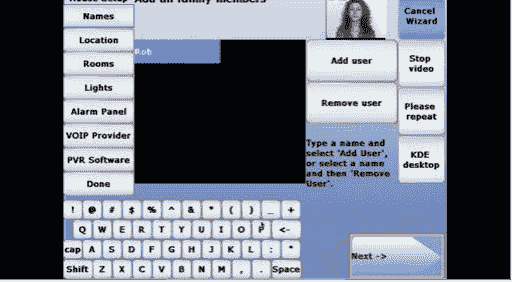 House Setup Add all family members
Names
Location
Rooms
Lights
Alarm Panel
VOIP Provider
PVR Software
Done
Rob
Add user
Remove user
Type a name and
select 'Add User',
or select a name
and then 'Remove
User'.
Cancel
Wizard
Stop
video
Please
repeat
KDE
desktop
! @ # $ % ^ & * ( ) _ +
Q W E R T Y U I O P <-
cap A S D F G H J K L : "
Shift Z X C V B N M , . Space
Next ->